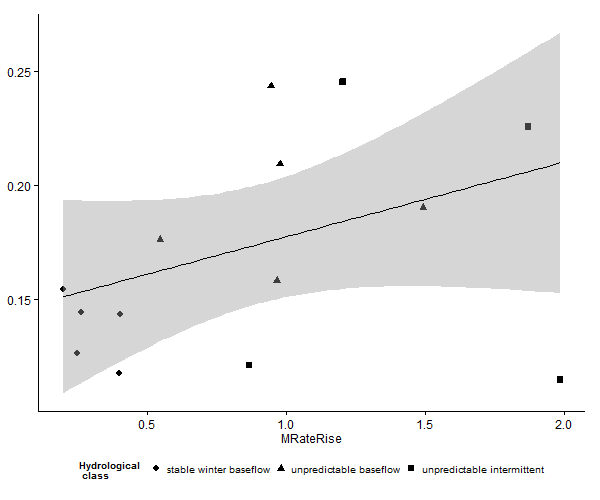 0.25
0.20
0.15
0.5 1.0 1.5 2.0
MRateRise
Hydrological stable winter baseflow unpredictable baseflow unpredictable intermittent
class